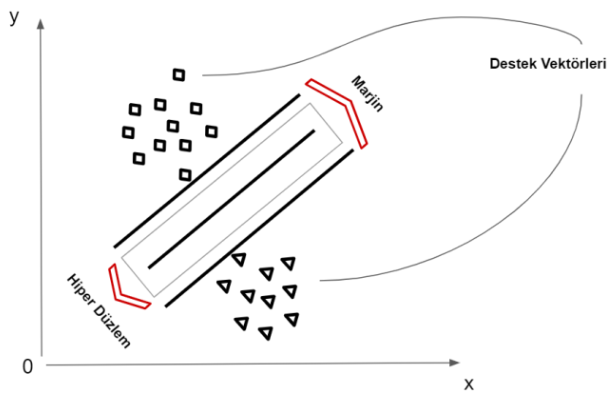 y
Destek Vektörleri
Marjin
Hiper Düzlem
0
x